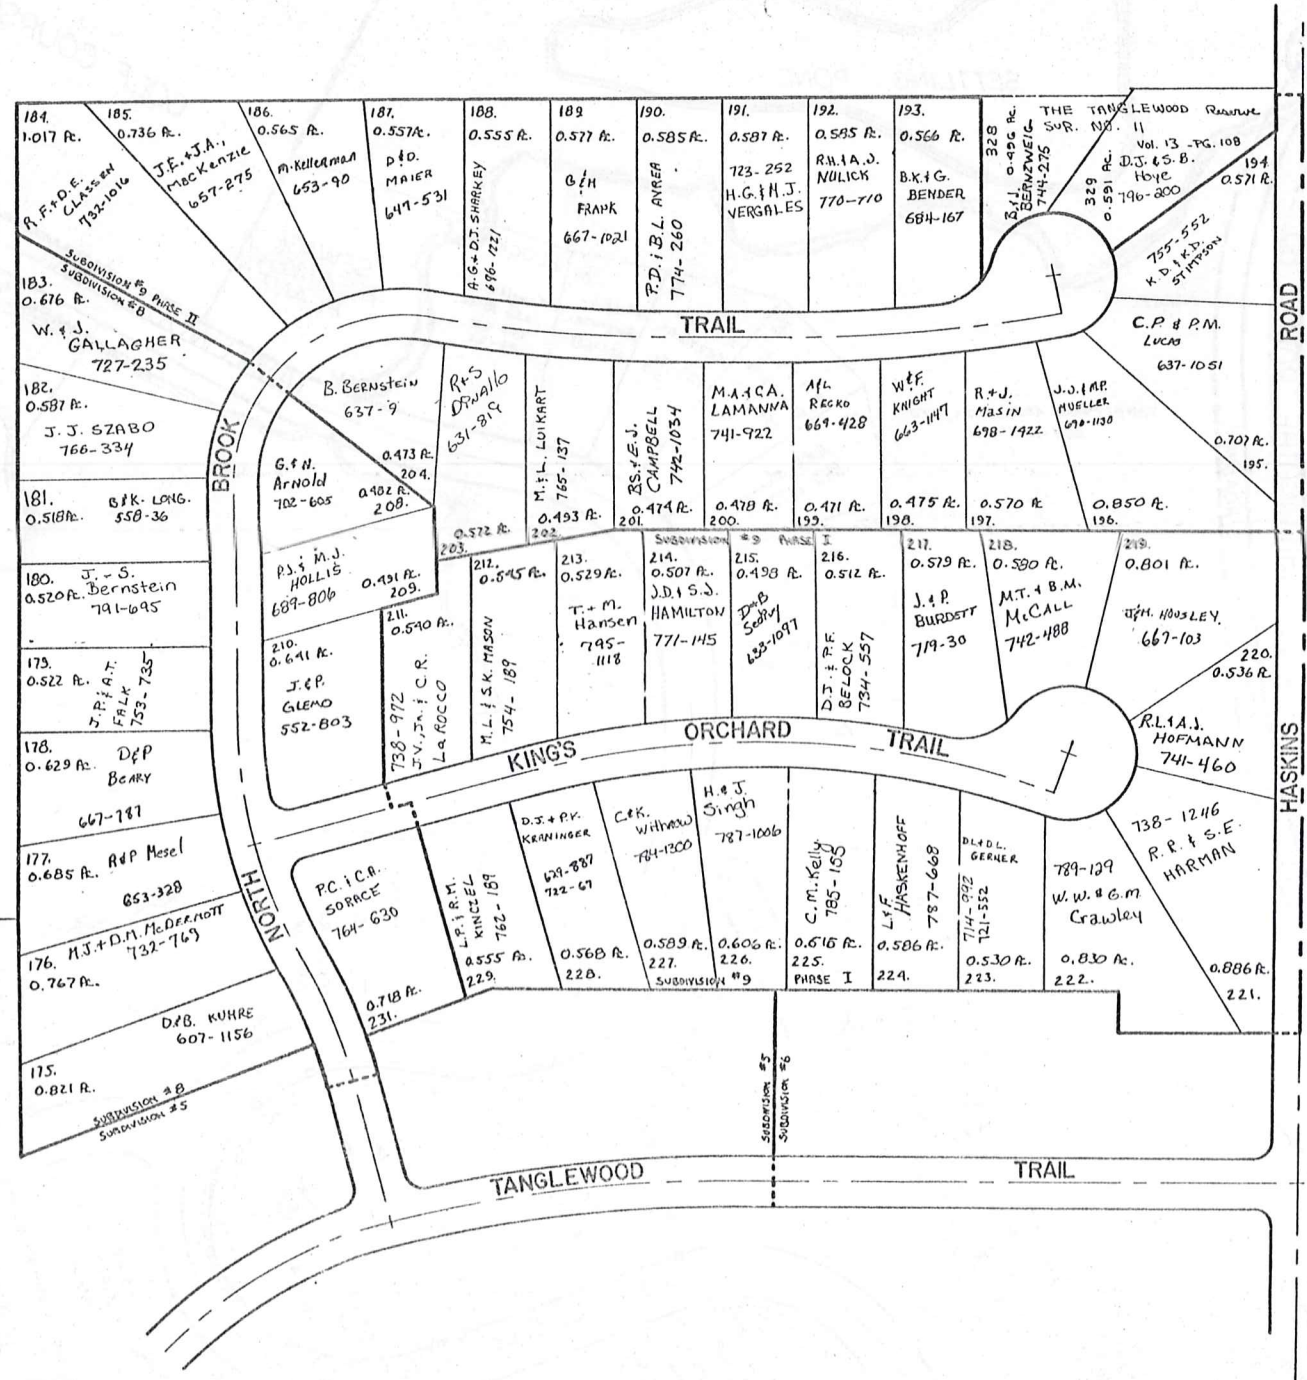 184.
1.017 Ac.
R.F. & D.E.
CLASSEN
732-1016
185.
0.736 Ac.
J.E. & J.A.,
MacKenzie
657-275
186.
0.565 Ac.
M. Kellerman
653-90
187.
0.557 Ac.
D & D.
MAIER
647-531
188.
0.555 Ac.
A.G. & D.J. SHARKEY
696-1221
189
0.577 Ac.
G & H
FRANK
667-1021
190.
0.585 Ac.
P.D. & B.L. AYRER
774-260
191.
0.587 Ac.
723-252
H.G. & H.J.
VERGALES
192.
0.585 Ac.
R.H. & A.J.
NULICK
770-710
193.
0.566 Ac.
B.K. & G.
BENDER
684-167
328
0.496 Ac.
B. & J.
BERNZWEIG
744-275
THE TANGLEWOOD Reserve
SUR. NO. 11
Vol. 13 - PG. 108
329
0.591 Ac.
D.J. & S.B.
Hoye
796-200
194
0.571 Ac.
755-552
K.D. & K.D.
STIMPSON
SUBDIVISION #9 PHASE II
SUBDIVISION #8
183.
0.676 Ac.
W. & J.
GALLAGHER
727-235
TRAIL
C.P. & P.M.
LUCAS
637-1051
0.707 Ac.
195.
ROAD
182.
0.587 Ac.
J. J. SZABO
766-334
BROOK
B. BERNSTEIN
637-9
0.473 Ac.
204.
R & S
631-819
0.572 Ac.
203.
M. & L. LUIKART
765-137
0.493 Ac.
202.
B.S. & E.J.
CAMPBELL
742-1034
0.474 Ac.
201.
M.A. & C.A.
LAMANNA
741-922
0.478 Ac.
200.
A & L
RECKO
669-428
0.471 Ac.
199.
W & F.
KNIGHT
663-1147
0.475 Ac.
198.
R. & J.
Masin
698-1422
0.570 Ac
197.
J.J. & M.P.
MUELLER
698-1130
0.850 Ac.
196.
181.
0.518 Ac.
B & K. LONG.
558-36
G. & N.
Arnold
702-605
0.482 Ac.
208.
SUBDIVISION #9 PHASE I
180.
0.520 Ac.
J. - S.
Bernstein
791-695
P.J. & M.J.
HOLLIS
689-806
0.491 Ac.
209.
212.
0.545 Ac.
M.L. & S.K. MASON
754-189
213.
0.529 Ac.
T. & M.
Hansen
795-
1118
214.
0.507 Ac.
J.D. & S.J.
HAMILTON
771-145
215.
0.498 Ac.
D & B
633-1097
216.
0.512 Ac.
D.J. & P.F.
BELOCK
734-557
217.
0.579 Ac.
J. & P.
BURDETT
719-30
218.
0.580 Ac.
M.T. & B.M.
McCALL
742-488
219.
0.801 Ac.
J & H. HOUSLEY.
667-103
220.
0.536 Ac.
R.L. & A.J.
HOFMANN
741-460
179.
0.522 Ac.
J.P. & A.T.
FALK
753-735
210.
0.641 Ac.
J. & P.
GLEMO
552-803
211.
0.540 Ac.
738-972
J.V., Jr. & C.R.
La ROCCO
178.
0.629 Ac.
D & P
BEARY
667-787
KING'S ORCHARD TRAIL
HASKINS
177.
0.685 Ac.
R & P Mesel
653-328
NORTH
P.C. & C.A.
SORACE
764-630
0.718 Ac.
231.
L.P. & R.M.
KINCZEL
762-189
0.555 Ac.
229.
D.J. & P.V.
KRANINGER
629-887
722-67
0.568 Ac.
228.
C & K.
Withrow
784-1300
0.589 Ac.
227.
H. & J.
Singh
787-1006
0.606 Ac.
226.
C.M. Kelly
785-155
0.616 Ac.
225.
L & F
HASKENHOFF
787-668
0.586 Ac.
224.
D.L. & D.L.
GERNER
714-992
721-552
0.530 Ac.
223.
789-129
W.W. & G.M.
Crawley
0.830 Ac.
222.
738-1246
R.R. & S.E.
HARMAN
0.886 Ac.
221.
SUBDIVISION #9 PHASE I
176.
0.767 Ac.
M.J. & D.M. McDERMOTT
732-769
D & B. KUHRE
607-1156
175.
0.821 Ac.
SUBDIVISION #8
SUBDIVISION #5
SUBDIVISION #5
SUBDIVISION #6
TANGLEWOOD TRAIL